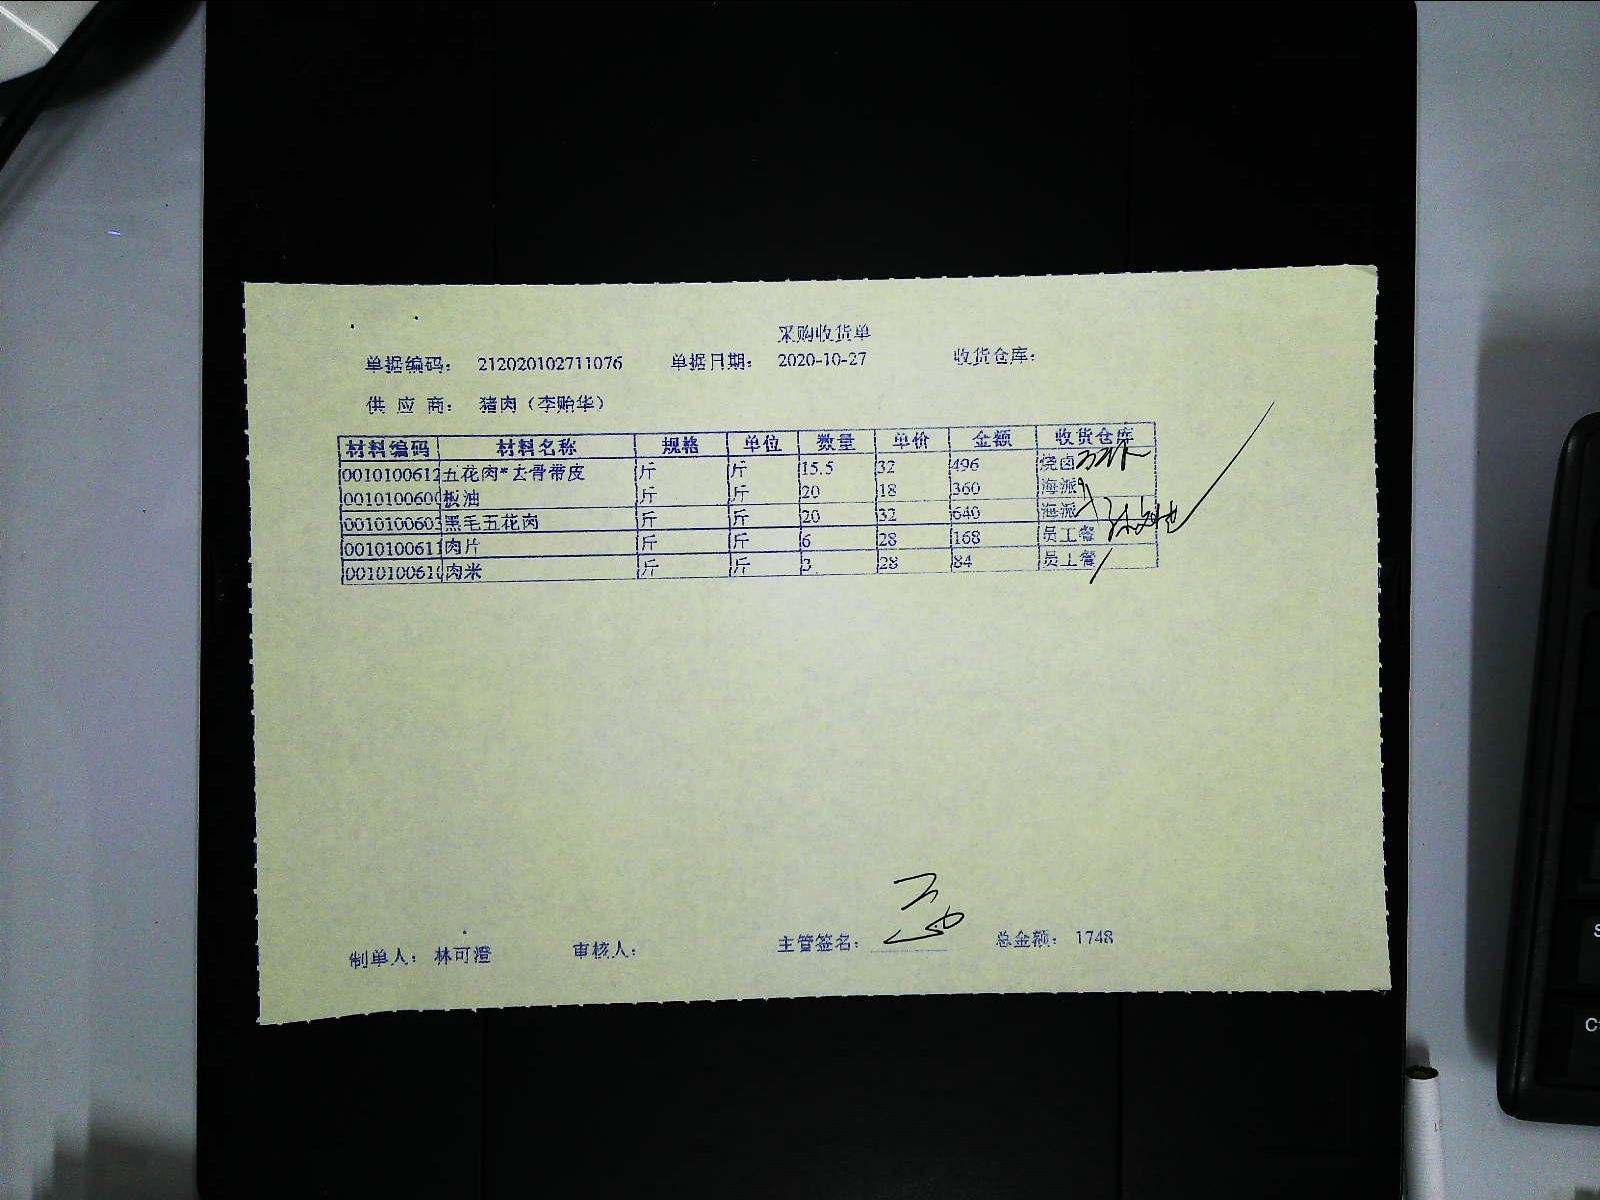 采购收货单
单据编码： 212020102711076 单据日期： 2020-10-27 收货仓库：
供 应 商： 猪肉（李贻华）
材料编码 材料名称 规格 单位 数量 单价 金额 收货仓库
0010100612 五花肉*去骨带皮 斤 斤 15.5 32 496 烧卤
001010060 板油 斤 斤 20 18 360 海派
001010060 黑毛五花肉 斤 斤 20 32 640 海派
0010100611 肉片 斤 斤 6 28 168 员工餐
001010061 肉米 斤 斤 3 28 84 员工餐
制单人： 林可澄 审核人： 主管签名： 总金额： 1748